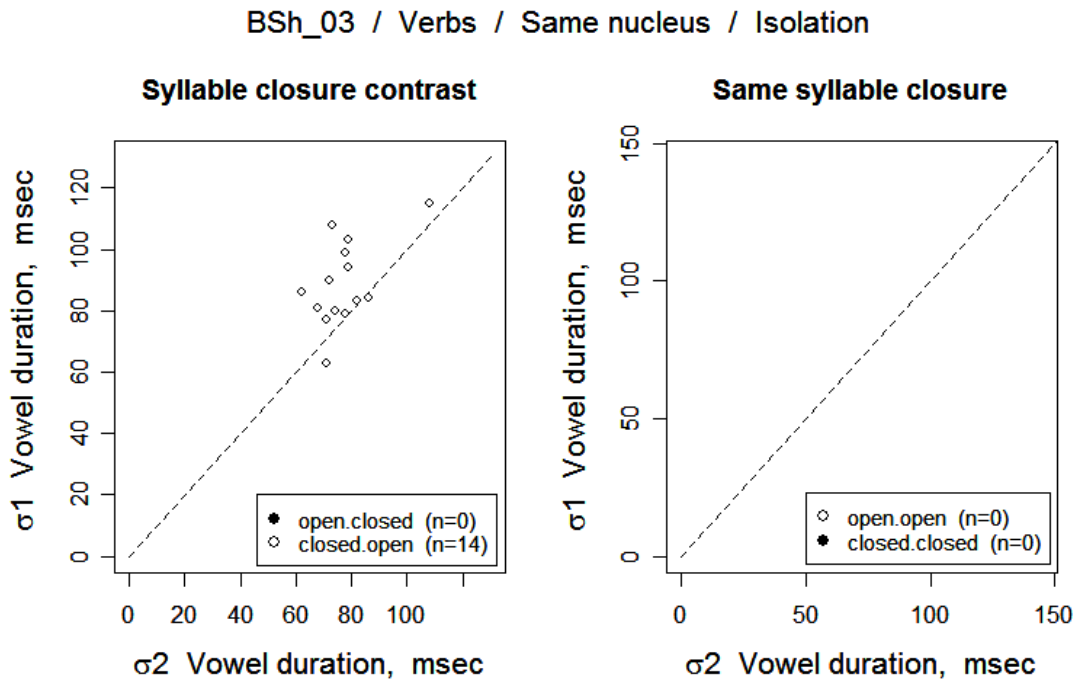 BSh_03 / Verbs / Same nucleus / Isolation
Syllable closure contrast
σ1 Vowel duration, msec
120
100
80
60
40
20
0
open.closed (n=0)
closed.open (n=14)
0 20 40 60 80 100
σ2 Vowel duration, msec
Same syllable closure
σ1 Vowel duration, msec
150
100
50
0
open.open (n=0)
closed.closed (n=0)
0 50 100 150
σ2 Vowel duration, msec